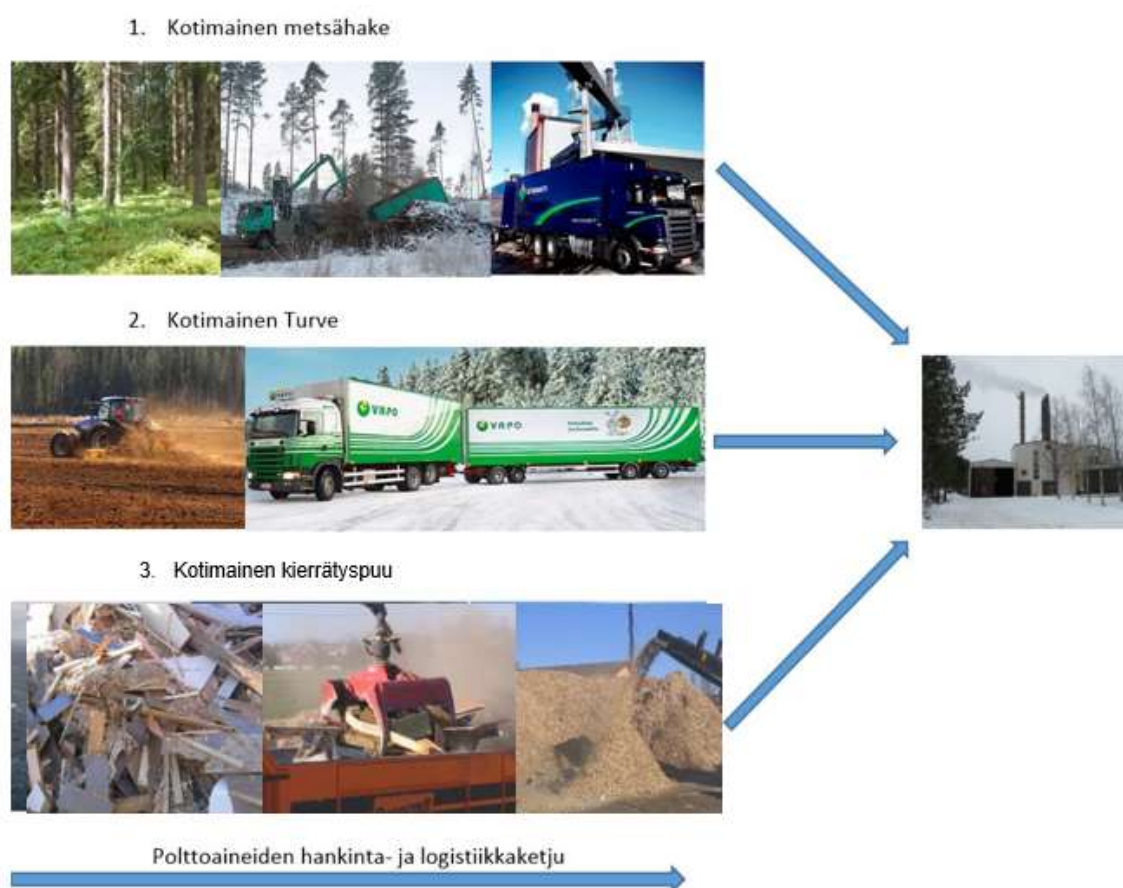 1. Kotimainen metsähake
2. Kotimainen Turve
VAPO
VAPO
3. Kotimainen kierrätyspuu
Polttoaineiden hankinta- ja logistiikkaketju